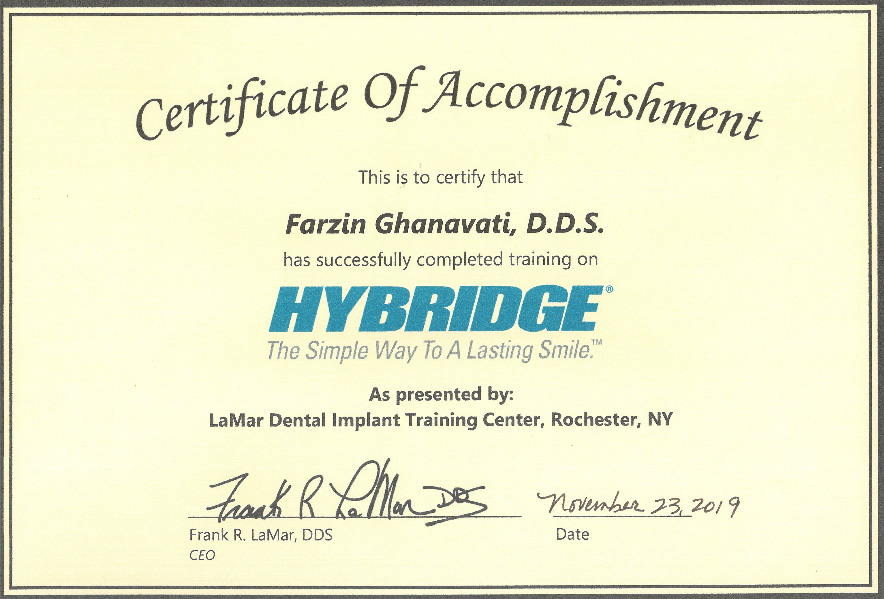 Certificate Of Accomplishment
This is to certify that
Farzin Ghanavati, D.D.S.
has successfully completed training on
HYBRIDGE®
The Simple Way To A Lasting Smile.™
As presented by:
LaMar Dental Implant Training Center, Rochester, NY
Frank R LaMar DDS November 23, 2019
Frank R. LaMar, DDS Date
CEO